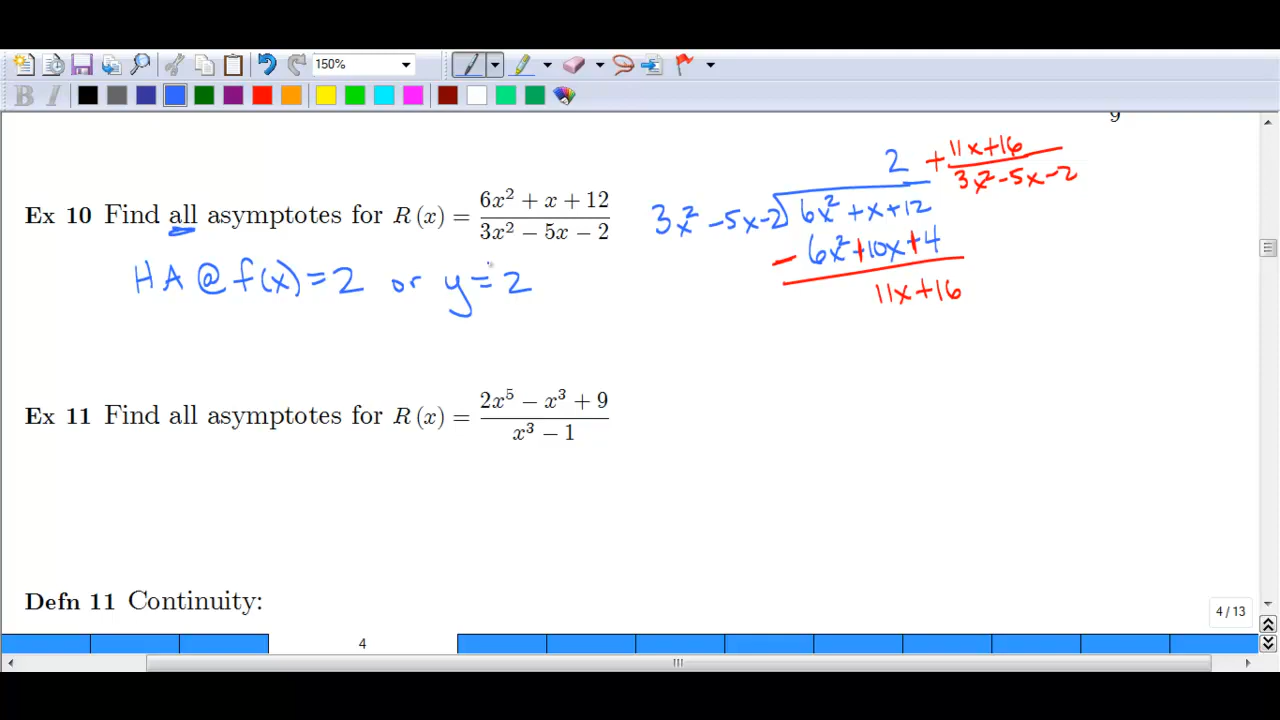 150%
9
2 + 11x+16 / 3x²-5x-2
Ex 10 Find all asymptotes for R(x) = 6x² + x + 12 / 3x² − 5x − 2
3x² -5x-2 ) 6x² +x+12
- 6x² + 10x + 4
11x+16
HA @ f(x)=2 or y=2
Ex 11 Find all asymptotes for R(x) = 2x⁵ − x³ + 9 / x³ − 1
Defn 11 Continuity:
4 / 13
4